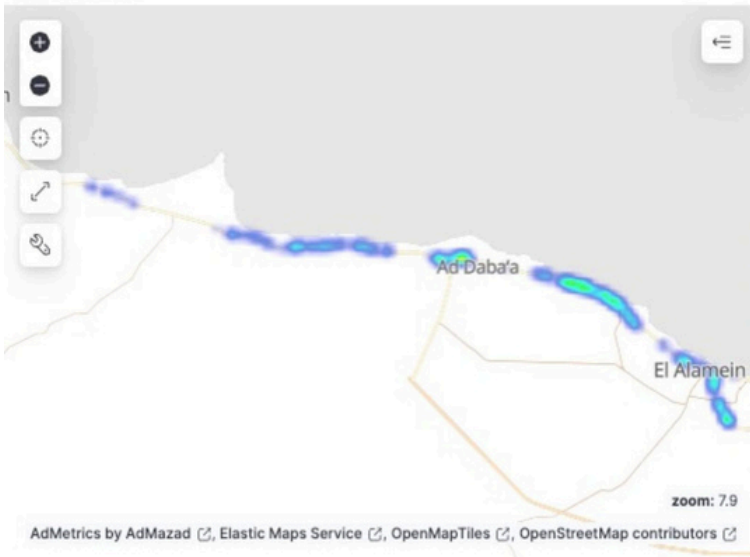 Ad Daba'a
El Alamein
zoom: 7.9
AdMetrics by AdMazad, Elastic Maps Service, OpenMapTiles, OpenStreetMap contributors